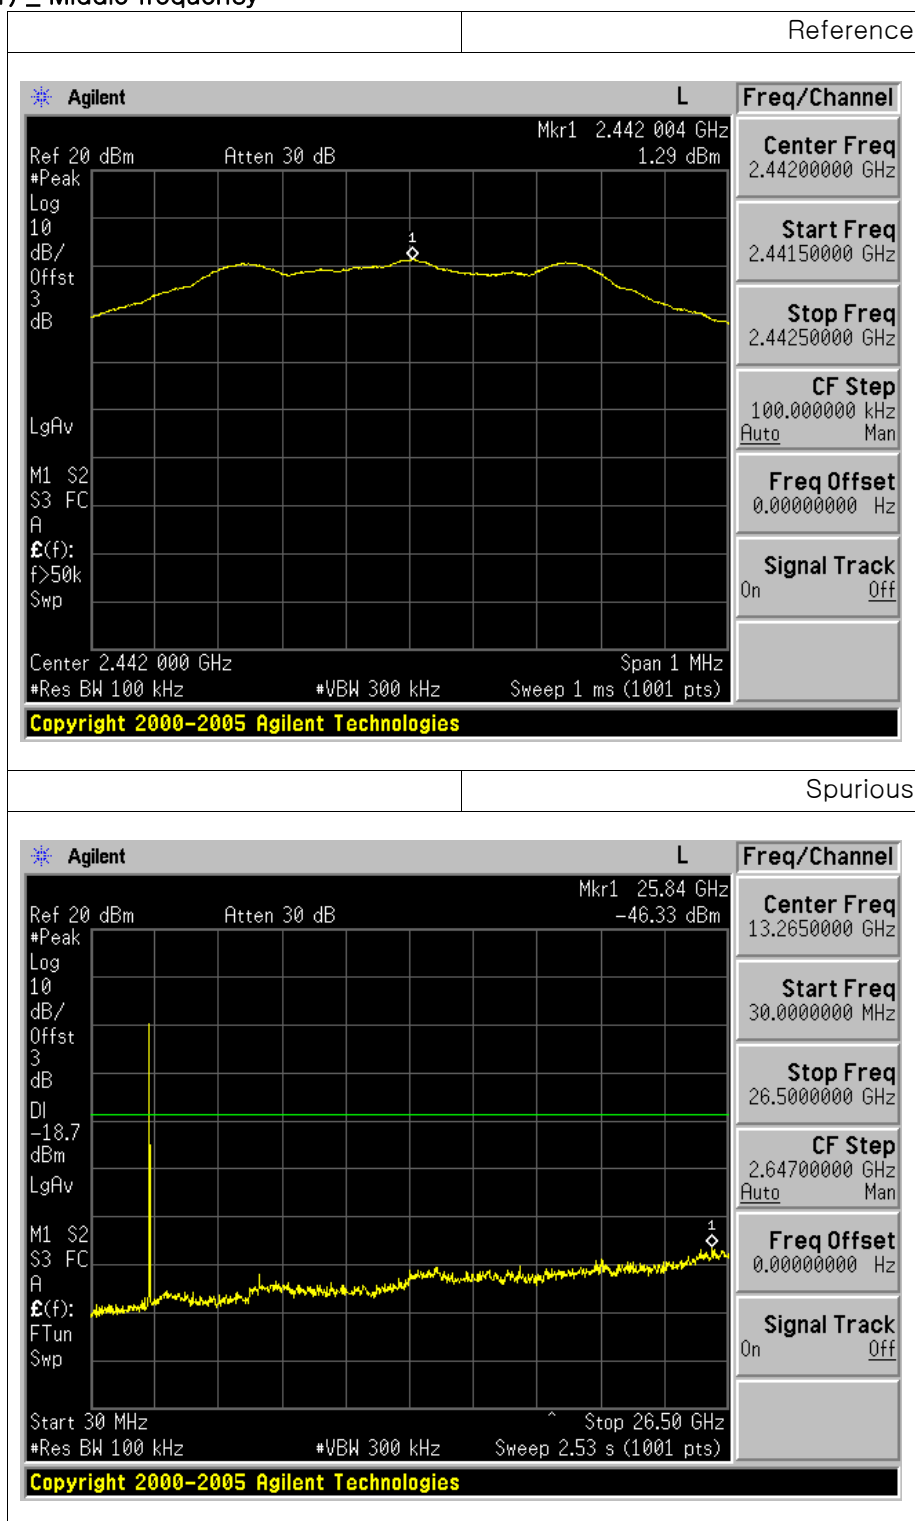 _ Middle frequency
Reference
Agilent L Freq/Channel
Mkr1 2.442 004 GHz
Ref 20 dBm Atten 30 dB 1.29 dBm
#Peak
Log
10
dB/
Offst
3
dB
LgAv
M1 S2
S3 FC
A
£(f):
f>50k
Swp
1
Center 2.442 000 GHz Span 1 MHz
#Res BW 100 kHz #VBW 300 kHz Sweep 1 ms (1001 pts)
Center Freq
2.44200000 GHz
Start Freq
2.44150000 GHz
Stop Freq
2.44250000 GHz
CF Step
100.000000 kHz
Auto Man
Freq Offset
0.00000000 Hz
Signal Track
On Off
Copyright 2000-2005 Agilent Technologies
Spurious
Agilent L Freq/Channel
Mkr1 25.84 GHz
Ref 20 dBm Atten 30 dB -46.33 dBm
#Peak
Log
10
dB/
Offst
3
dB
DI
-18.7
dBm
LgAv
M1 S2
S3 FC
A
£(f):
FTun
Swp
1
Start 30 MHz ^ Stop 26.50 GHz
#Res BW 100 kHz #VBW 300 kHz Sweep 2.53 s (1001 pts)
Center Freq
13.2650000 GHz
Start Freq
30.0000000 MHz
Stop Freq
26.5000000 GHz
CF Step
2.64700000 GHz
Auto Man
Freq Offset
0.00000000 Hz
Signal Track
On Off
Copyright 2000-2005 Agilent Technologies